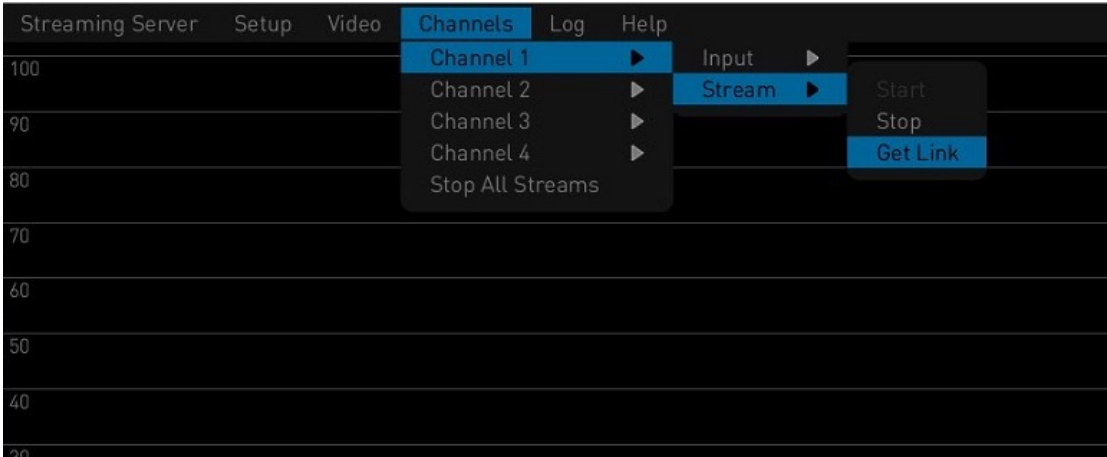 Streaming Server Setup Video Channels Log Help
Channel 1
Channel 2
Channel 3
Channel 4
Stop All Streams
Input
Stream
Start
Stop
Get Link
100
90
80
70
60
50
40